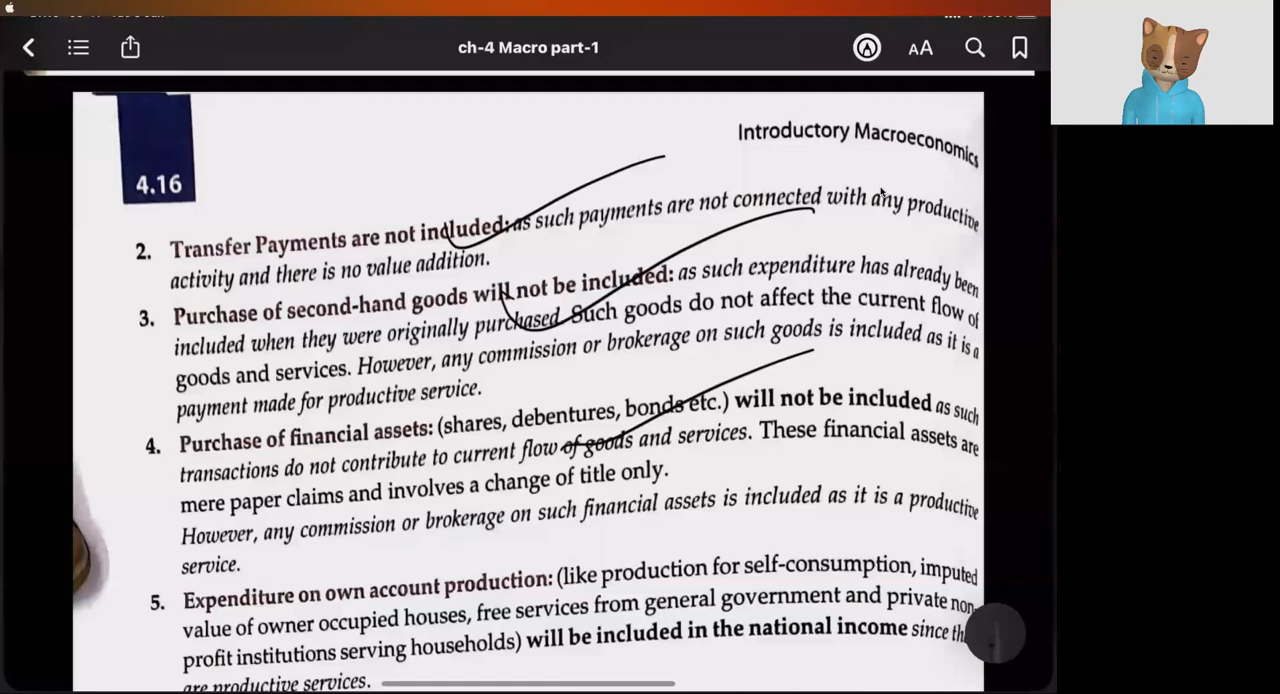 ch-4 Macro part-1
AA
Introductory Macroeconomics
4.16
2. Transfer Payments are not included: as such payments are not connected with any productive
activity and there is no value addition.
3. Purchase of second-hand goods will not be included: as such expenditure has already been
included when they were originally purchased. Such goods do not affect the current flow of
goods and services. However, any commission or brokerage on such goods is included as it is a
payment made for productive service.
4. Purchase of financial assets: (shares, debentures, bonds etc.) will not be included as such
transactions do not contribute to current flow of goods and services. These financial assets are
mere paper claims and involves a change of title only.
However, any commission or brokerage on such financial assets is included as it is a productive
service.
5. Expenditure on own account production: (like production for self-consumption, imputed
value of owner occupied houses, free services from general government and private non-
profit institutions serving households) will be included in the national income since
are productive services.